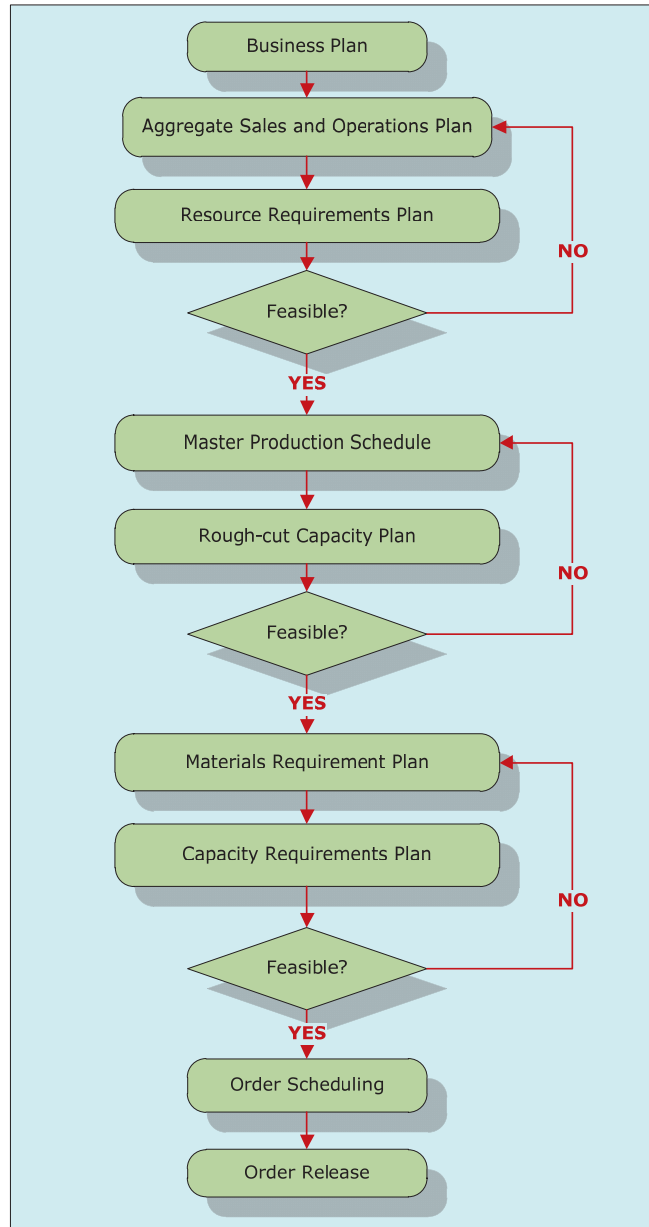 Business Plan
Aggregate Sales and Operations Plan
Resource Requirements Plan
NO
Feasible?
YES
Master Production Schedule
Rough-cut Capacity Plan
NO
Feasible?
YES
Materials Requirement Plan
Capacity Requirements Plan
NO
Feasible?
YES
Order Scheduling
Order Release